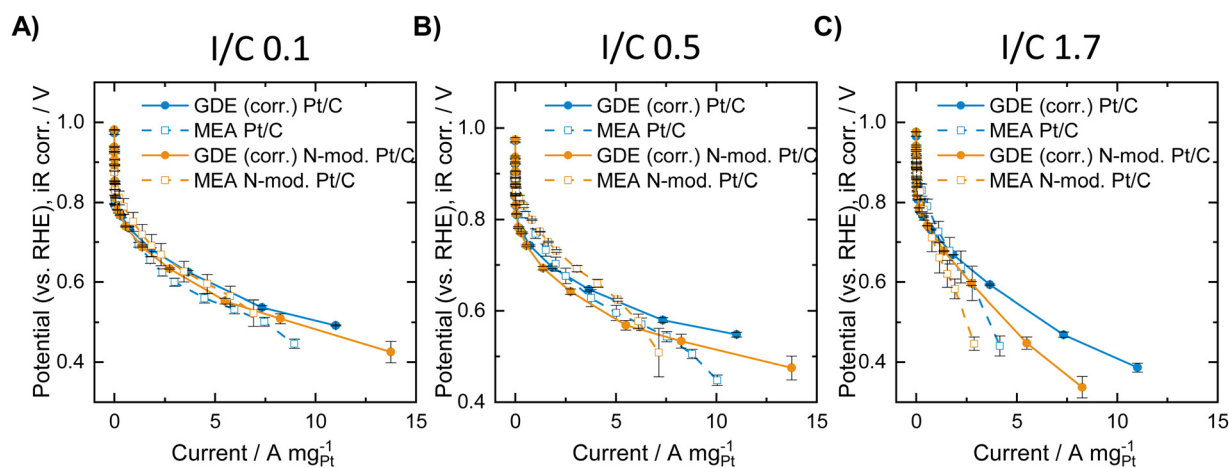 A)
I/C 0.1
GDE (corr.) Pt/C
MEA Pt/C
GDE (corr.) N-mod. Pt/C
MEA N-mod. Pt/C
1.0
0.8
0.6
0.4
Potential (vs. RHE), iR corr. / V
0 5 10 15
Current / A mg⁻¹Pt
B)
I/C 0.5
GDE (corr.) Pt/C
MEA Pt/C
GDE (corr.) N-mod. Pt/C
MEA N-mod. Pt/C
1.0
0.8
0.6
0.4
Potential (vs. RHE), iR corr. / V
0 5 10 15
Current / A mg⁻¹Pt
C)
I/C 1.7
GDE (corr.) Pt/C
MEA Pt/C
GDE (corr.) N-mod. Pt/C
MEA N-mod. Pt/C
1.0
0.8
0.6
0.4
Potential (vs. RHE), iR corr. / V
0 5 10 15
Current / A mg⁻¹Pt